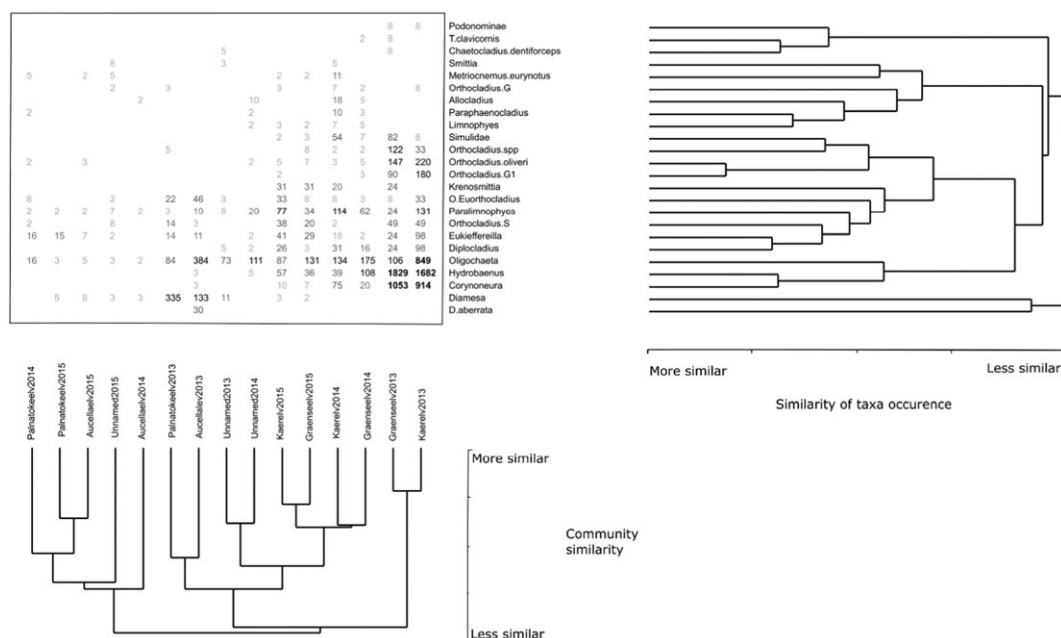 8 8 Podonominae
2 8 T.clavicornis
5 8 Chaetocladius.dentiforceps
8 3 5 Smittia
5 2 5 2 2 11 Metriocnemus.eurynotus
2 3 3 7 2 8 Orthocladius.G
2 10 18 5 Allocladius
2 2 10 3 Paraphaenocladius
2 3 2 7 5 Limnophyes
2 3 54 7 82 8 Simulidae
5 8 2 2 122 33 Orthocladius.spp
2 3 2 5 7 3 5 147 220 Orthocladius.oliveri
2 3 90 180 Orthocladius.G1
31 31 20 24 Krenosmittia
8 2 22 46 3 33 8 8 3 8 33 O.Euorthocladius
2 2 2 7 2 3 19 8 20 77 34 114 62 24 131 Paralimnophyes
2 8 14 3 38 20 2 49 49 Orthocladius.S
16 15 7 2 14 11 2 41 29 18 2 24 98 Eukieffereilla
5 2 26 3 31 16 24 98 Diplocladius
16 3 5 3 2 84 384 73 111 87 131 134 175 106 849 Oligochaeta
3 5 57 36 39 108 1829 1682 Hydrobaenus
3 10 7 75 20 1053 914 Corynoneura
5 8 3 3 335 133 11 3 2 Diamesa
30 D.aberrata
More similar Less similar
Similarity of taxa occurence
Palnatokeelv2014
Palnatokeelv2015
Aucellaelv2015
Unnamed2015
Aucellaelv2014
Palnatokeelv2013
Aucellalev2013
Unnamed2013
Unnamed2014
Kaerelv2015
Graenseelv2015
Kaerelv2014
Graenseelv2014
Graenseelv2013
Kaerelv2013
More similar
Community
similarity
Less similar